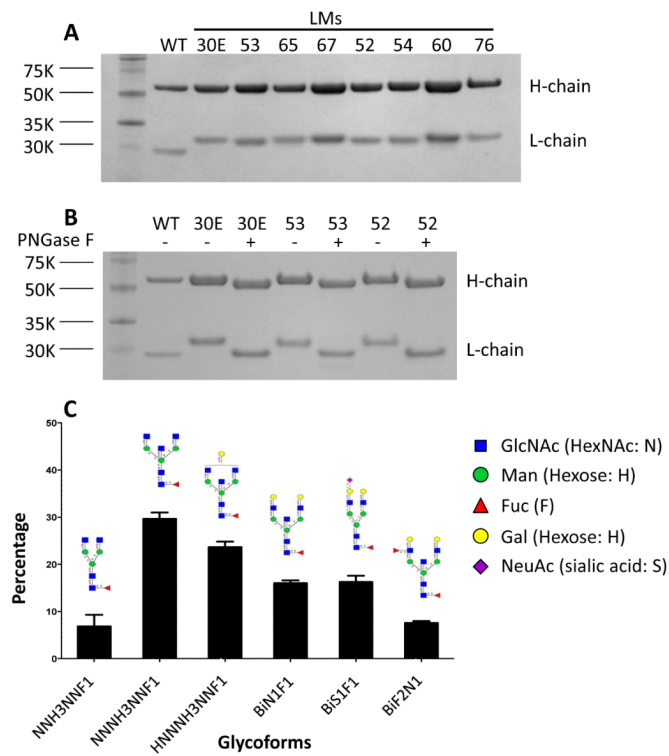 LMs
A
WT 30E 53 65 67 52 54 60 76
75K
50K
H-chain
35K
30K
L-chain
B
WT 30E 30E 53 53 52 52
PNGase F - - + - + - +
75K
50K
H-chain
35K
30K
L-chain
C
50
40
30
20
10
0
Percentage
NNH3NNF1
NNNH3NNF1
HNNNH3NNF1
BiN1F1
BiS1F1
BiF2N1
Glycoforms
GlcNAc (HexNAc: N)
Man (Hexose: H)
Fuc (F)
Gal (Hexose: H)
NeuAc (sialic acid: S)